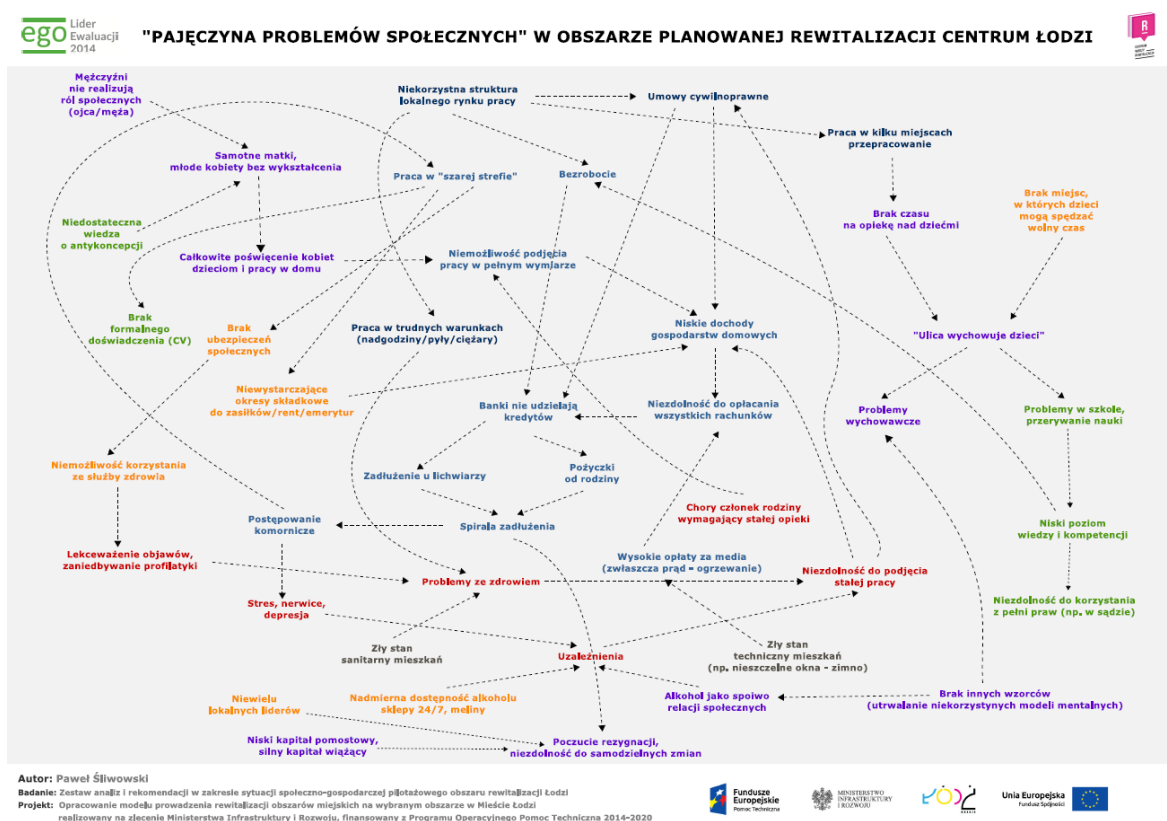 ego Lider
Ewaluacji
2014
"PAJĘCZYNA PROBLEMÓW SPOŁECZNYCH" W OBSZARZE PLANOWANEJ REWITALIZACJI CENTRUM ŁODZI
Mężczyźni
nie realizują
ról społecznych
(ojca/męża)
Niekorzystna struktura
lokalnego rynku pracy
Umowy cywilnoprawne
Praca w kilku miejscach
przepracowanie
Samotne matki,
młode kobiety bez wykształcenia
Praca w "szarej strefie"
Bezrobocie
Brak miejsc,
w których dzieci
mogą spędzać
wolny czas
Brak czasu
na opiekę nad dziećmi
Niedostateczna
wiedza
o antykoncepcji
Całkowite poświęcenie kobiet
dzieciom i pracy w domu
Niemożliwość podjęcia
pracy w pełnym wymiarze
Brak
formalnego
doświadczenia (CV)
Brak
ubezpieczeń
społecznych
Praca w trudnych warunkach
(nadgodziny/pyły/ciężary)
Niskie dochody
gospodarstw domowych
"Ulica wychowuje dzieci"
Niewystarczające
okresy składkowe
do zasiłków/rent/emerytur
Banki nie udzielają
kredytów
Niezdolność do opłacania
wszystkich rachunków
Problemy
wychowawcze
Problemy w szkole,
przerywanie nauki
Niemożliwość korzystania
ze służby zdrowia
Zadłużenie u lichwiarzy
Pożyczki
od rodziny
Chory członek rodziny
wymagający stałej opieki
Postępowanie
komornicze
Spirala zadłużenia
Niski poziom
wiedzy i kompetencji
Lekceważenie objawów,
zaniedbywanie profilatyki
Problemy ze zdrowiem
Wysokie opłaty za media
(zwłaszcza prąd = ogrzewanie)
Niezdolność do podjęcia
stałej pracy
Stres, nerwice,
depresja
Niezdolność do korzystania
z pełni praw (np. w sądzie)
Zły stan
sanitarny mieszkań
Uzależnienia
Zły stan
techniczny mieszkań
(np. nieszczelne okna - zimno)
Niewielu
lokalnych liderów
Nadmierna dostępność alkoholu
sklepy 24/7, meliny
Alkohol jako spoiwo
relacji społecznych
Brak innych wzorców
(utrwalanie niekorzystynych modeli mentalnych)
Niski kapitał pomostowy,
silny kapitał wiążący
Poczucie rezygnacji,
niezdolność do samodzielnych zmian
Autor: Paweł Śliwowski
Badanie: Zestaw analiz i rekomendacji w zakresie sytuacji społeczno-gospodarczej pilotażowego obszaru rewitalizacji Łodzi
Projekt: Opracowanie modelu prowadzenia rewitalizacji obszarów miejskich na wybranym obszarze w Mieście Łodzi
realizowany na zlecenie Ministerstwa Infrastruktury i Rozwoju, finansowany z Programu Operacyjnego Pomoc Techniczna 2014-2020
Fundusze
Europejskie
Pomoc Techniczna
MINISTERSTWO
INFRASTRUKTURY
I ROZWOJU
Unia Europejska
Fundusz Spójności